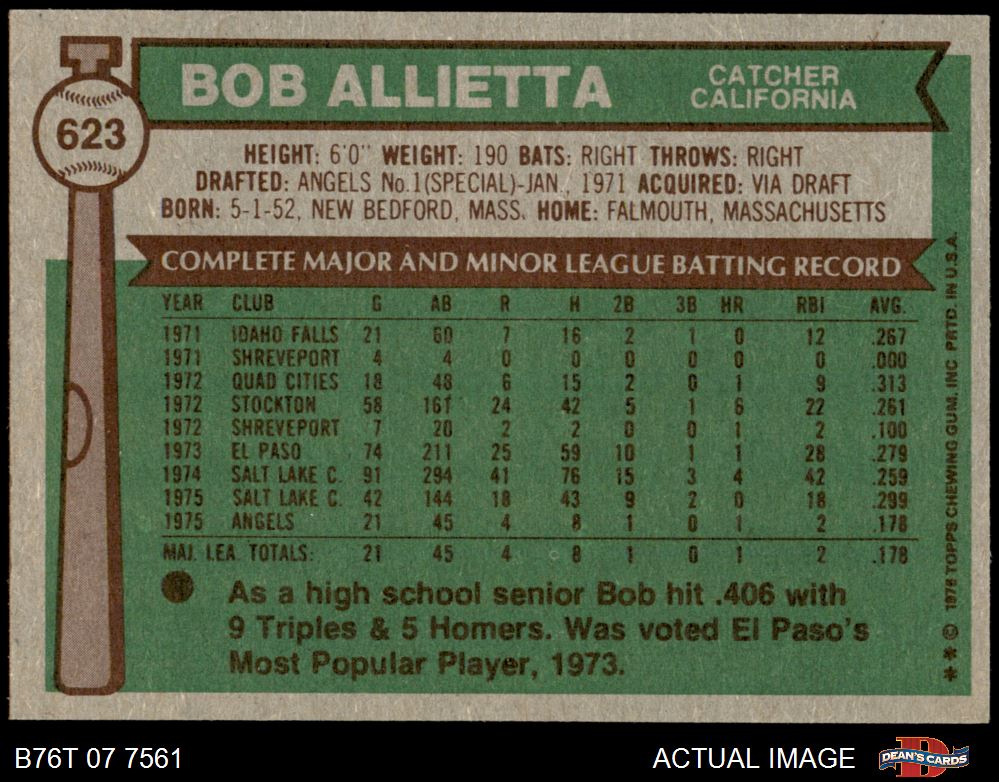 BOB ALLIETTA
CATCHER
CALIFORNIA
623
HEIGHT: 6'0" WEIGHT: 190 BATS: RIGHT THROWS: RIGHT
DRAFTED: ANGELS No.1(SPECIAL)-JAN., 1971 ACQUIRED: VIA DRAFT
BORN: 5-1-52, NEW BEDFORD, MASS. HOME: FALMOUTH, MASSACHUSETTS
COMPLETE MAJOR AND MINOR LEAGUE BATTING RECORD
YEAR CLUB G AB R H 2B 3B HR RBI AVG.
1971 IDAHO FALLS 21 60 7 16 2 1 0 12 .267
1971 SHREVEPORT 4 4 0 0 0 0 0 0 .000
1972 QUAD CITIES 18 48 6 15 2 0 1 9 .313
1972 STOCKTON 58 161 24 42 5 1 6 22 .261
1972 SHREVEPORT 7 20 2 2 0 0 1 2 .100
1973 EL PASO 74 211 25 59 10 1 1 28 .279
1974 SALT LAKE C. 91 294 41 76 15 3 4 42 .259
1975 SALT LAKE C. 42 144 18 43 9 2 0 18 .299
1975 ANGELS 21 45 4 8 1 0 1 2 .178
MAJ. LEA. TOTALS: 21 45 4 8 1 0 1 2 .178
As a high school senior Bob hit .406 with
9 Triples & 5 Homers. Was voted El Paso's
Most Popular Player, 1973.
** © 1976 TOPPS CHEWING GUM, INC. PRTD. IN U.S.A.
B76T 07 7561
ACTUAL IMAGE
DEAN'S CARDS